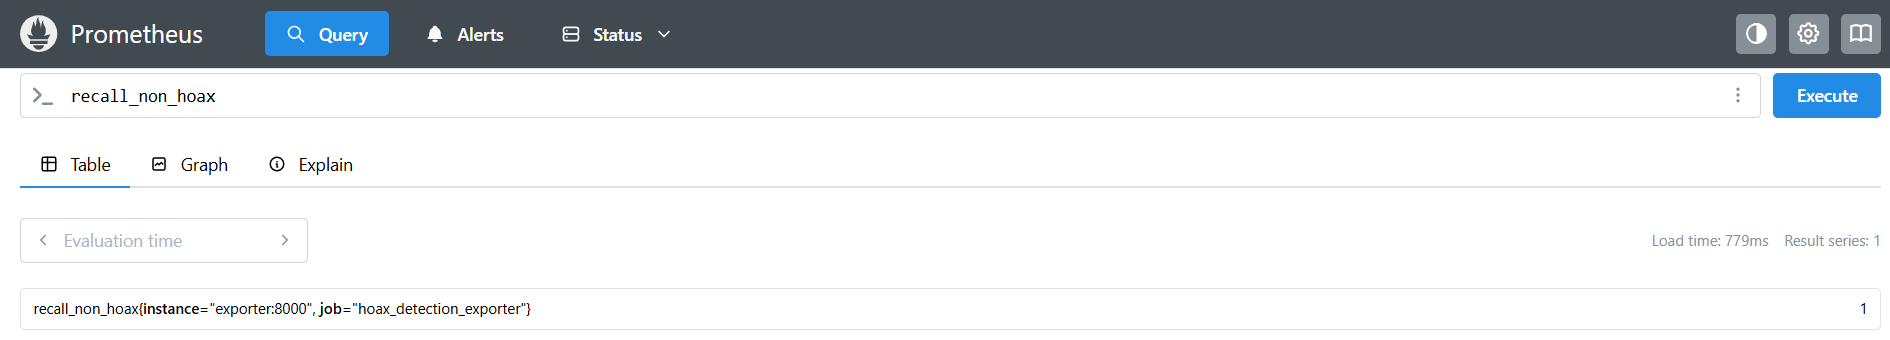 Prometheus Query Alerts Status
recall_non_hoax Execute
Table Graph Explain
Evaluation time Load time: 779ms Result series: 1
recall_non_hoax{instance="exporter:8000", job="hoax_detection_exporter"} 1